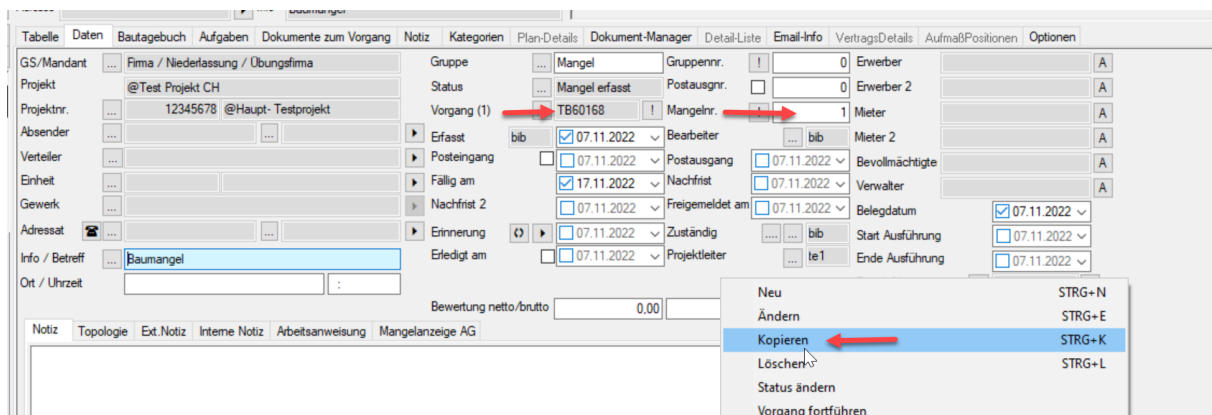 Baumangel
Tabelle Daten Bautagebuch Aufgaben Dokumente zum Vorgang Notiz Kategorien Plan-Details Dokument-Manager Detail-Liste Email-Info VertragsDetails AufmaßPositionen Optionen
GS/Mandant ... Firma / Niederlassung / Übungsfirma Gruppe ... Mangel Gruppennr. ! 0 Erwerber A
Projekt @Test Projekt CH Status ... Mangel erfasst Postausgnr. 0 Erwerber 2 A
Projektnr. ... 12345678 @Haupt- Testprojekt Vorgang (1) TB60168 ! Mangelnr. ! 1 Mieter A
Absender ... ... Erfasst bib 07.11.2022 Bearbeiter ... bib Mieter 2 A
Verteiler ... Posteingang 07.11.2022 Postausgang 07.11.2022 Bevollmächtigte A
Einheit ... Fällig am 17.11.2022 Nachfrist 07.11.2022 Verwalter A
Gewerk ... Nachfrist 2 07.11.2022 Freigemeldet am 07.11.2022 Belegdatum 07.11.2022
Adressat ... ... Erinnerung 07.11.2022 Zuständig .... ... bib Start Ausführung 07.11.2022
Info / Betreff ... Baumangel Erledigt am 07.11.2022 Projektleiter ... te1 Ende Ausführung 07.11.2022
Ort / Uhrzeit :
Bewertung netto/brutto 0,00
Notiz Topologie Ext.Notiz Interne Notiz Arbeitsanweisung Mangelanzeige AG
Neu STRG+N
Ändern STRG+E
Kopieren STRG+K
Löschen STRG+L
Status ändern
Vorgang fortführen